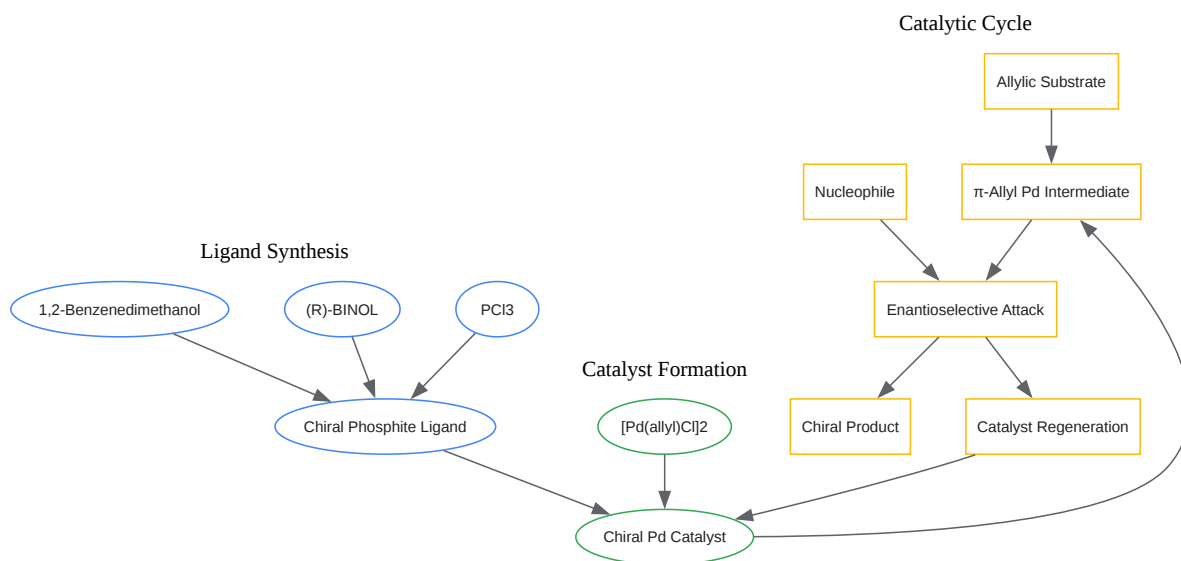 Catalytic Cycle
Allylic Substrate
Nucleophile
π-Allyl Pd Intermediate
Ligand Synthesis
1,2-Benzenedimethanol
(R)-BINOL
PCl3
Enantioselective Attack
Catalyst Formation
Chiral Phosphite Ligand
[Pd(allyl)Cl]2
Chiral Product
Catalyst Regeneration
Chiral Pd Catalyst